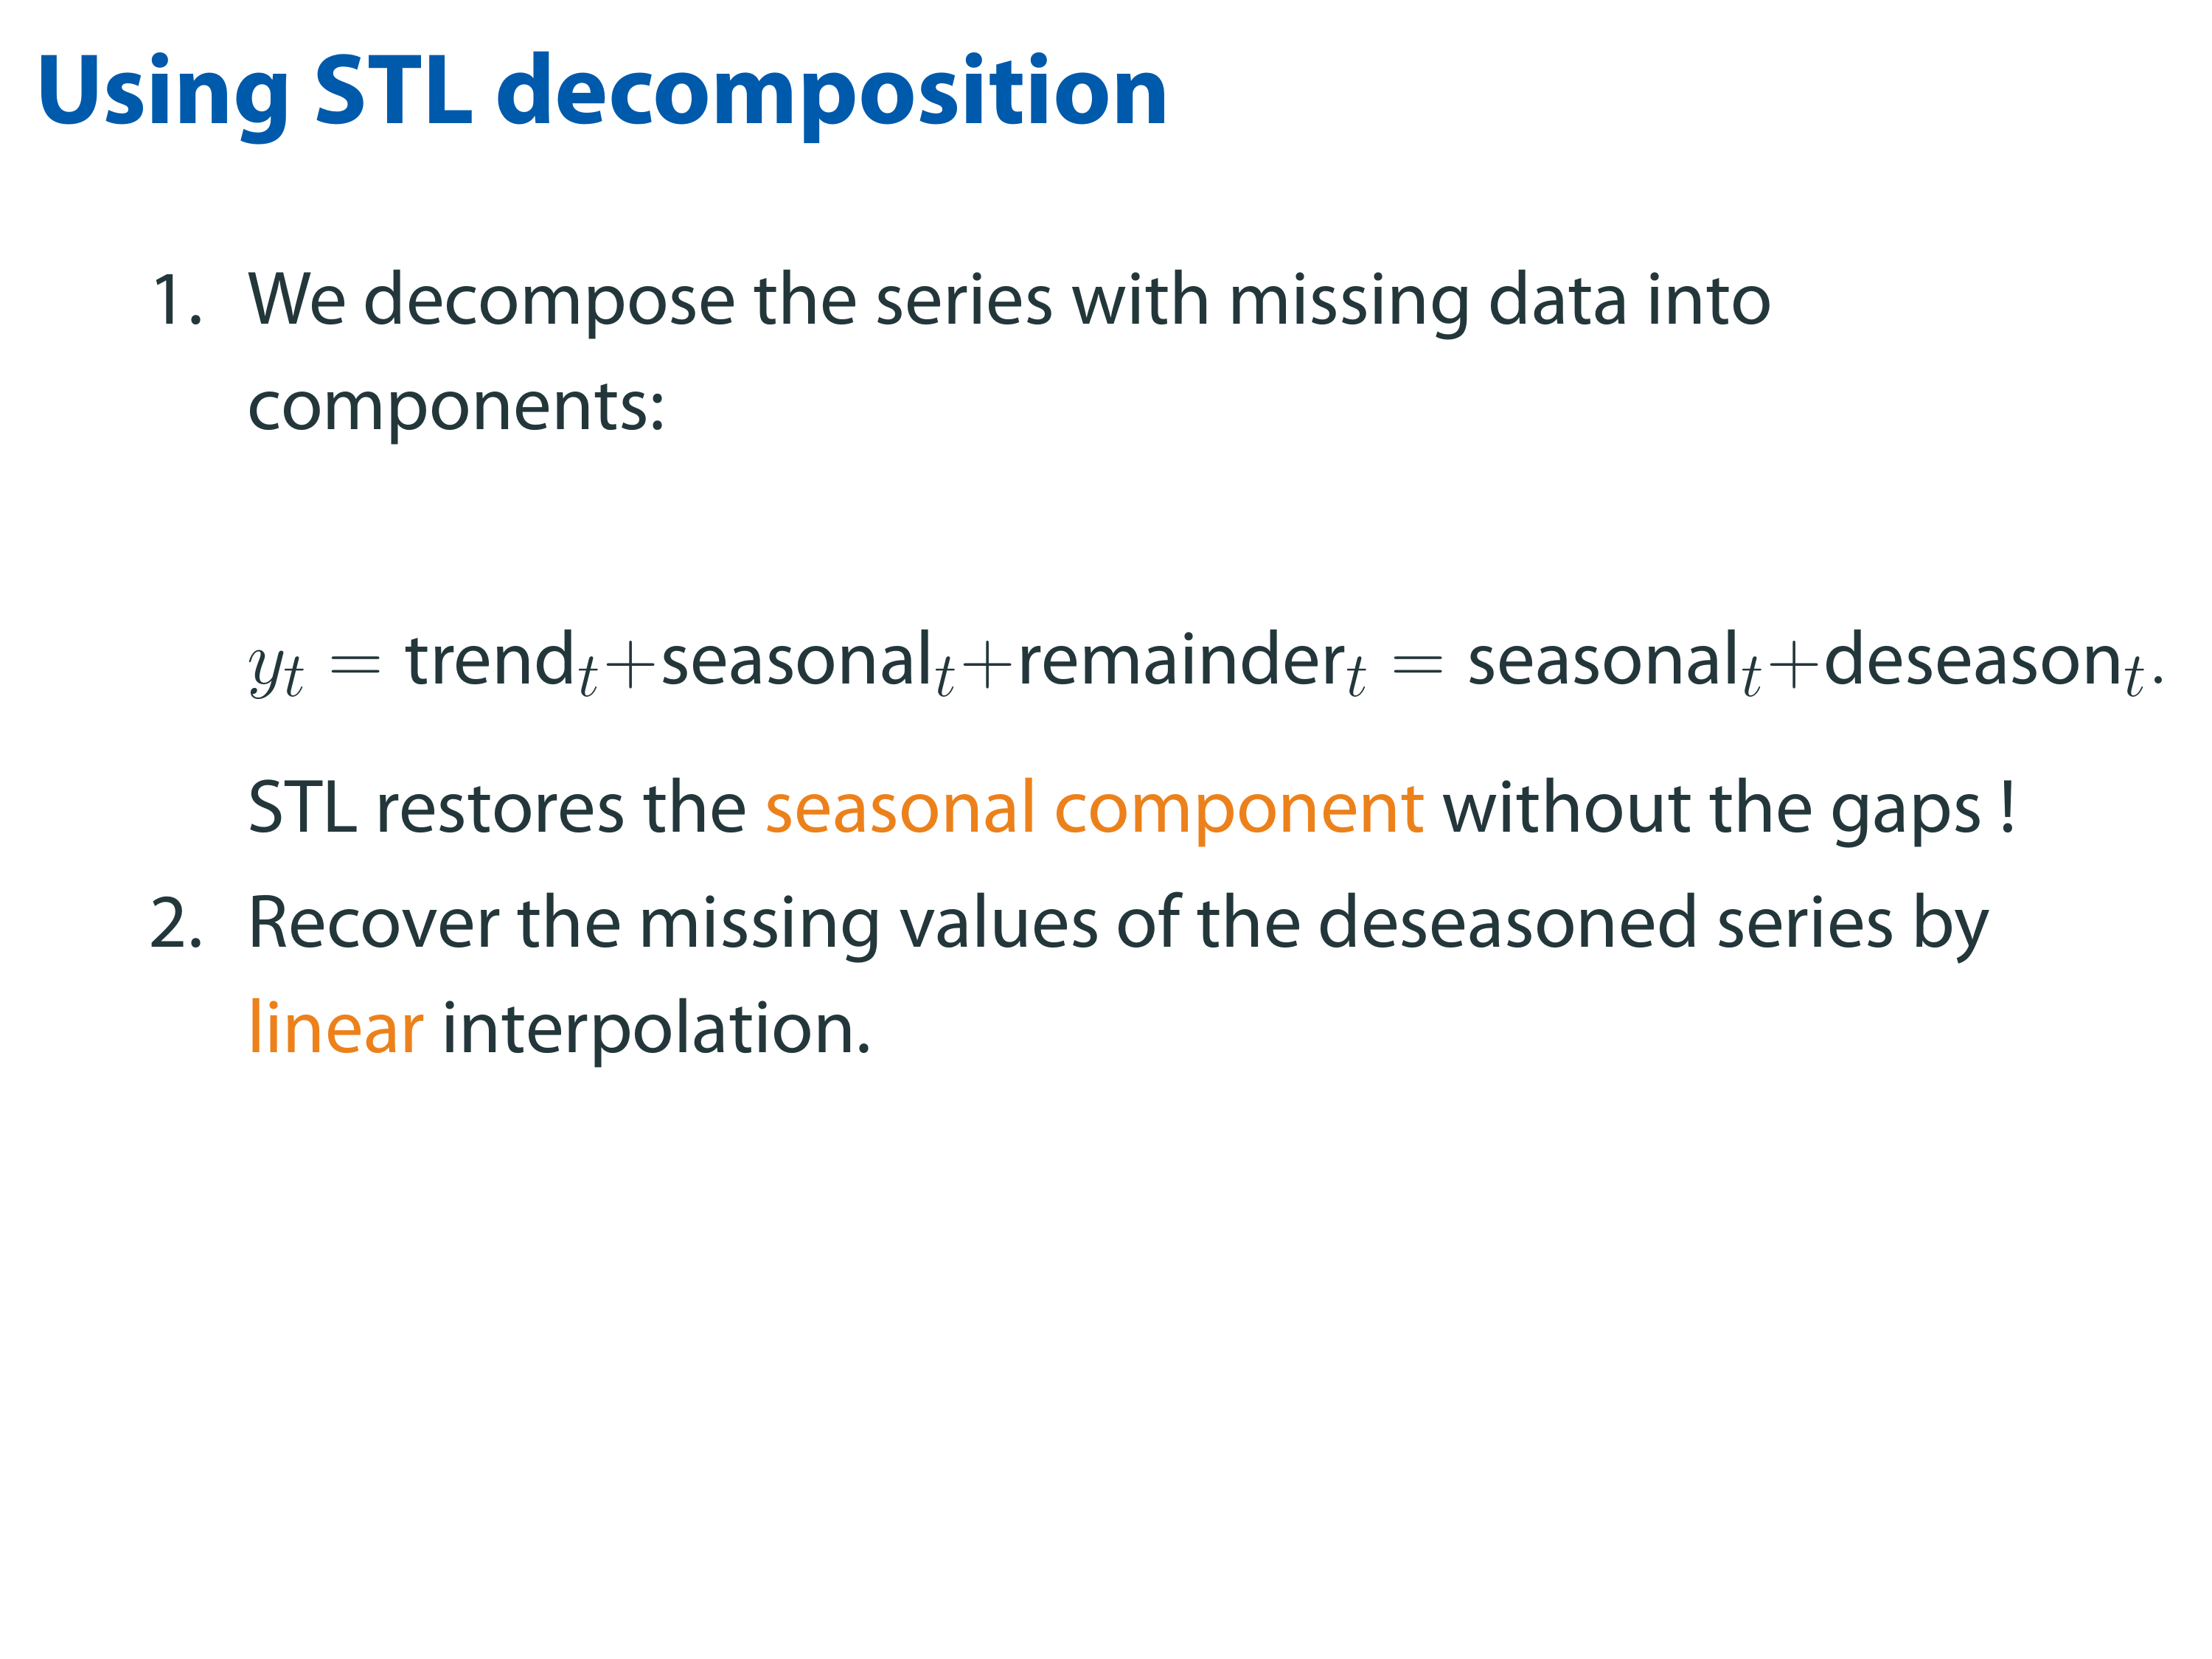 Using STL decomposition
1. We decompose the series with missing data into
components:
y_t = trend_t+seasonal_t+remainder_t = seasonal_t+deseason_t.
STL restores the seasonal component without the gaps !
2. Recover the missing values of the deseasoned series by
linear interpolation.